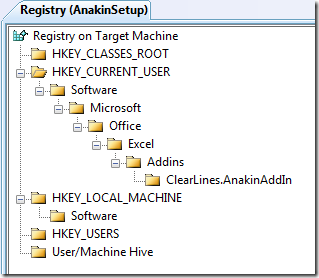 Registry (AnakinSetup)
Registry on Target Machine
HKEY_CLASSES_ROOT
HKEY_CURRENT_USER
Software
Microsoft
Office
Excel
Addins
ClearLines.AnakinAddIn
HKEY_LOCAL_MACHINE
Software
HKEY_USERS
User/Machine Hive